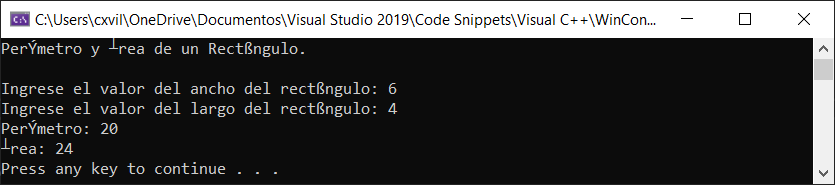 C:\Users\cxvil\OneDrive\Documentos\Visual Studio 2019\Code Snippets\Visual C++\WinCon...
PerÝmetro y ┴rea de un Rectßngulo.
Ingrese el valor del ancho del rectßngulo: 6
Ingrese el valor del largo del rectßngulo: 4
PerÝmetro: 20
┴rea: 24
Press any key to continue . . .